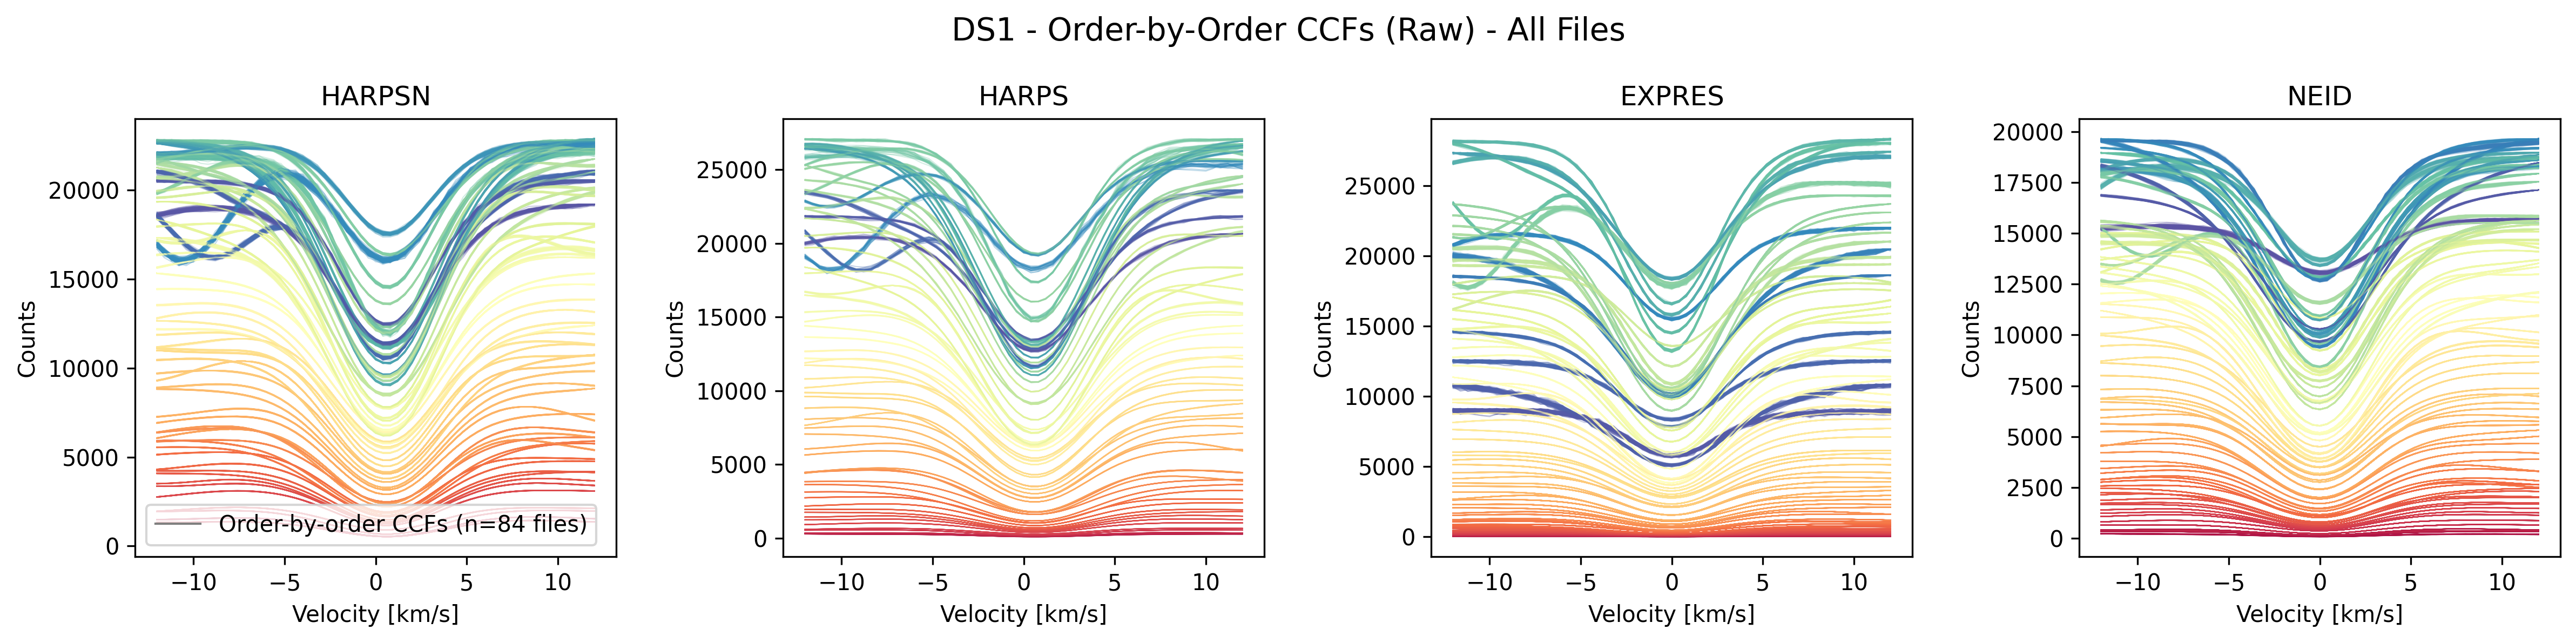 DS1 - Order-by-Order CCFs (Raw) - All Files
HARPSN
Counts
20000
15000
10000
5000
0
Order-by-order CCFs (n=84 files)
−10 −5 0 5 10
Velocity [km/s]
HARPS
Counts
25000
20000
15000
10000
5000
0
−10 −5 0 5 10
Velocity [km/s]
EXPRES
Counts
25000
20000
15000
10000
5000
0
−10 −5 0 5 10
Velocity [km/s]
NEID
Counts
20000
17500
15000
12500
10000
7500
5000
2500
0
−10 −5 0 5 10
Velocity [km/s]